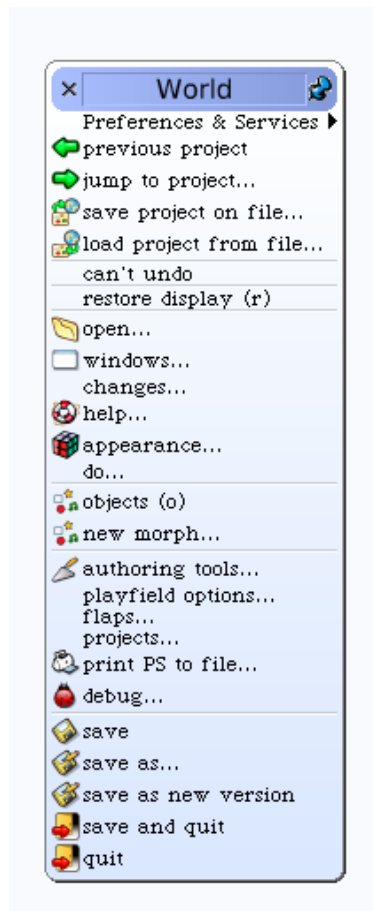 World
Preferences & Services
previous project
jump to project...
save project on file...
load project from file...
can't undo
restore display (r)
open...
windows...
changes...
help...
appearance...
do...
objects (o)
new morph...
authoring tools...
playfield options...
flaps...
projects...
print PS to file...
debug...
save
save as...
save as new version
save and quit
quit